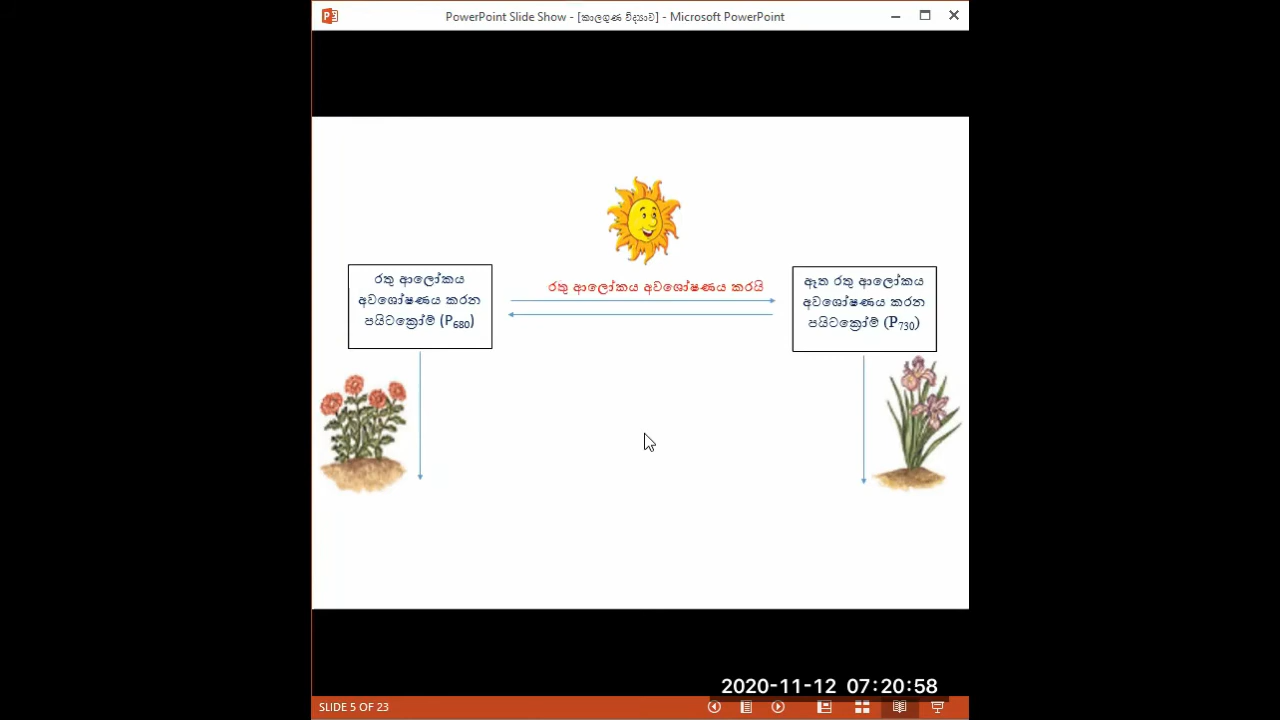 PowerPoint Slide Show - [කාලගුණ විද්‍යාව] - Microsoft PowerPoint
රතු ආලෝකය
අවශෝෂණය කරන
පයිටක්‍රෝම් (P680)
රතු ආලෝකය අවශෝෂණය කරයි
ඈත රතු ආලෝකය
අවශෝෂණය කරන
පයිටක්‍රෝම් (P730)
2020-11-12 07:20:58
SLIDE 5 OF 23